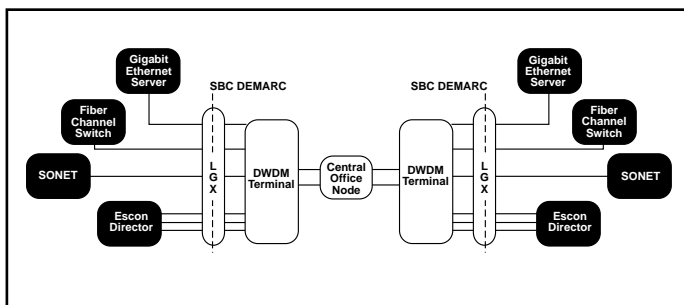 Gigabit
Ethernet
Server
SBC DEMARC
Fiber
Channel
Switch
SONET
Escon
Director
L
G
X
DWDM
Terminal
Central
Office
Node
SBC DEMARC
DWDM
Terminal
L
G
X
Gigabit
Ethernet
Server
Fiber
Channel
Switch
SONET
Escon
Director